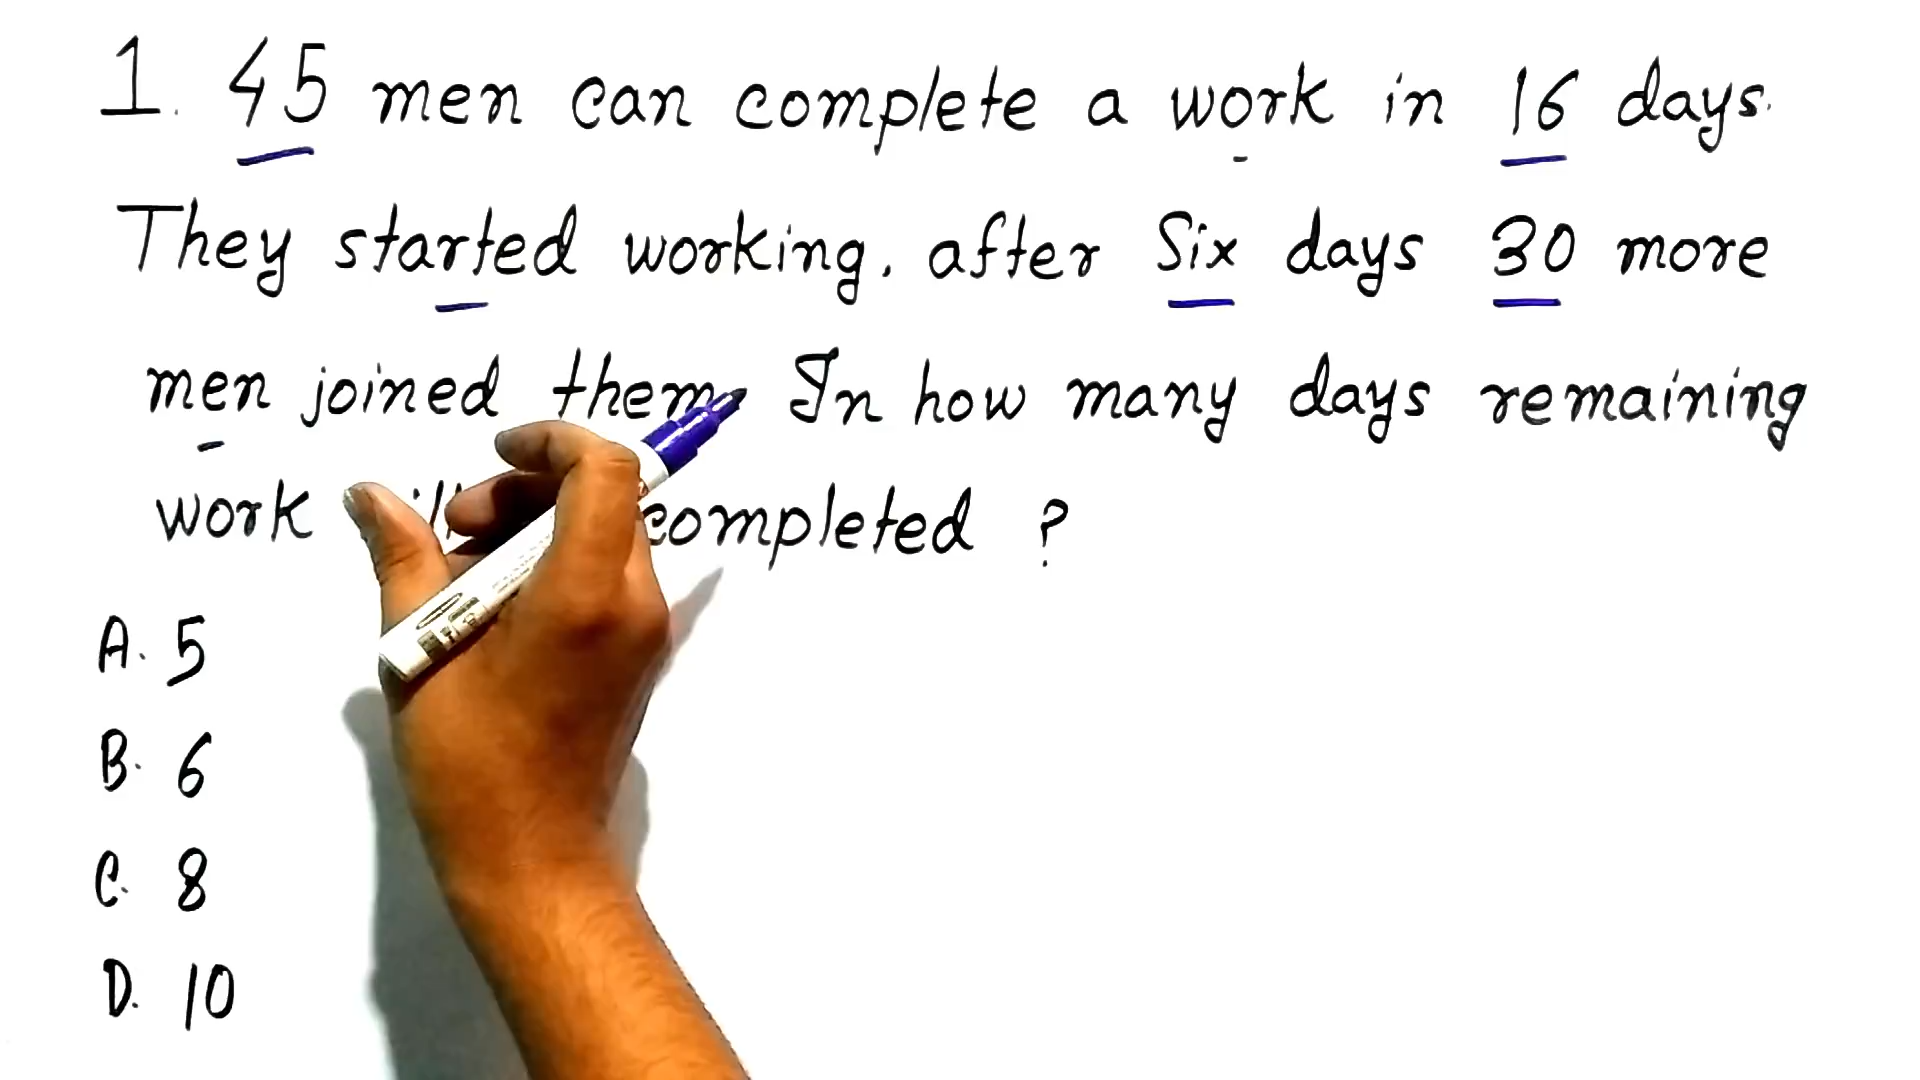 1. 45 men can complete a work in 16 days.
They started working. after Six days 30 more
men joined them. In how many days remaining
work completed ?
A. 5
B. 6
C. 8
D. 10